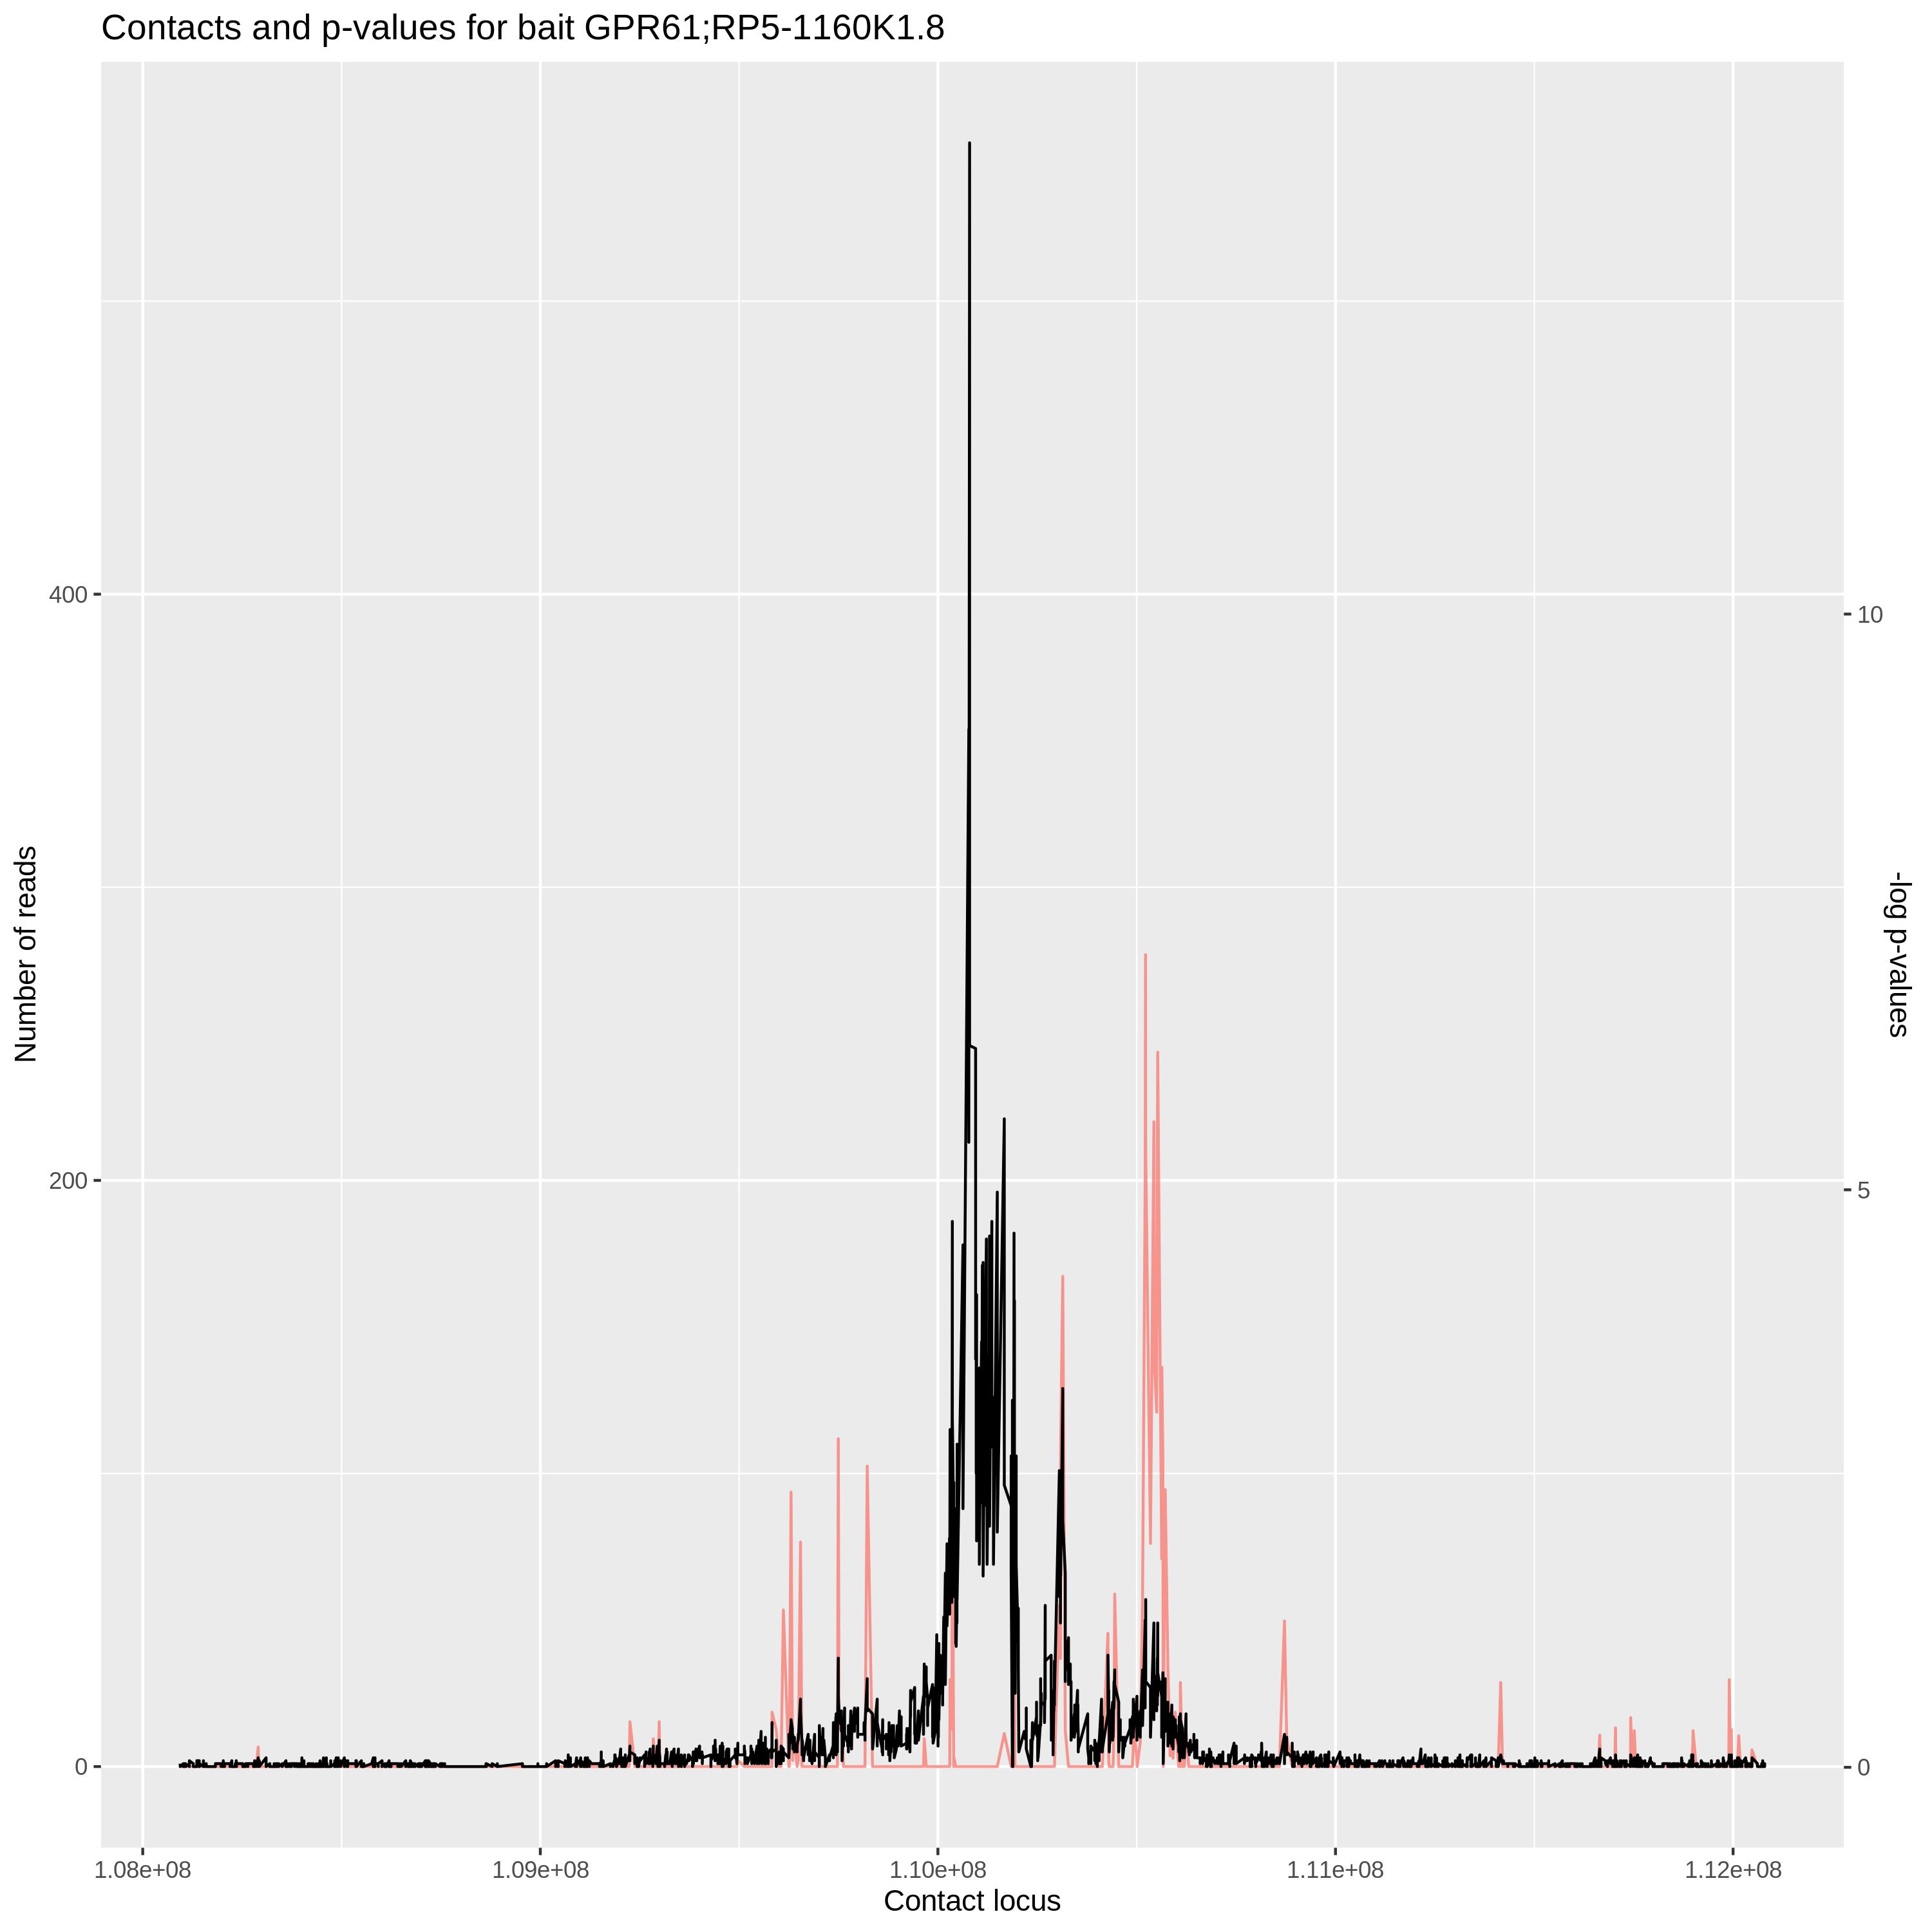 Contacts and p-values for bait GPR61;RP5-1160K1.8
Number of reads
400
200
0
10
5
0
-log p-values
1.08e+08 1.09e+08 1.10e+08 1.11e+08 1.12e+08
Contact locus